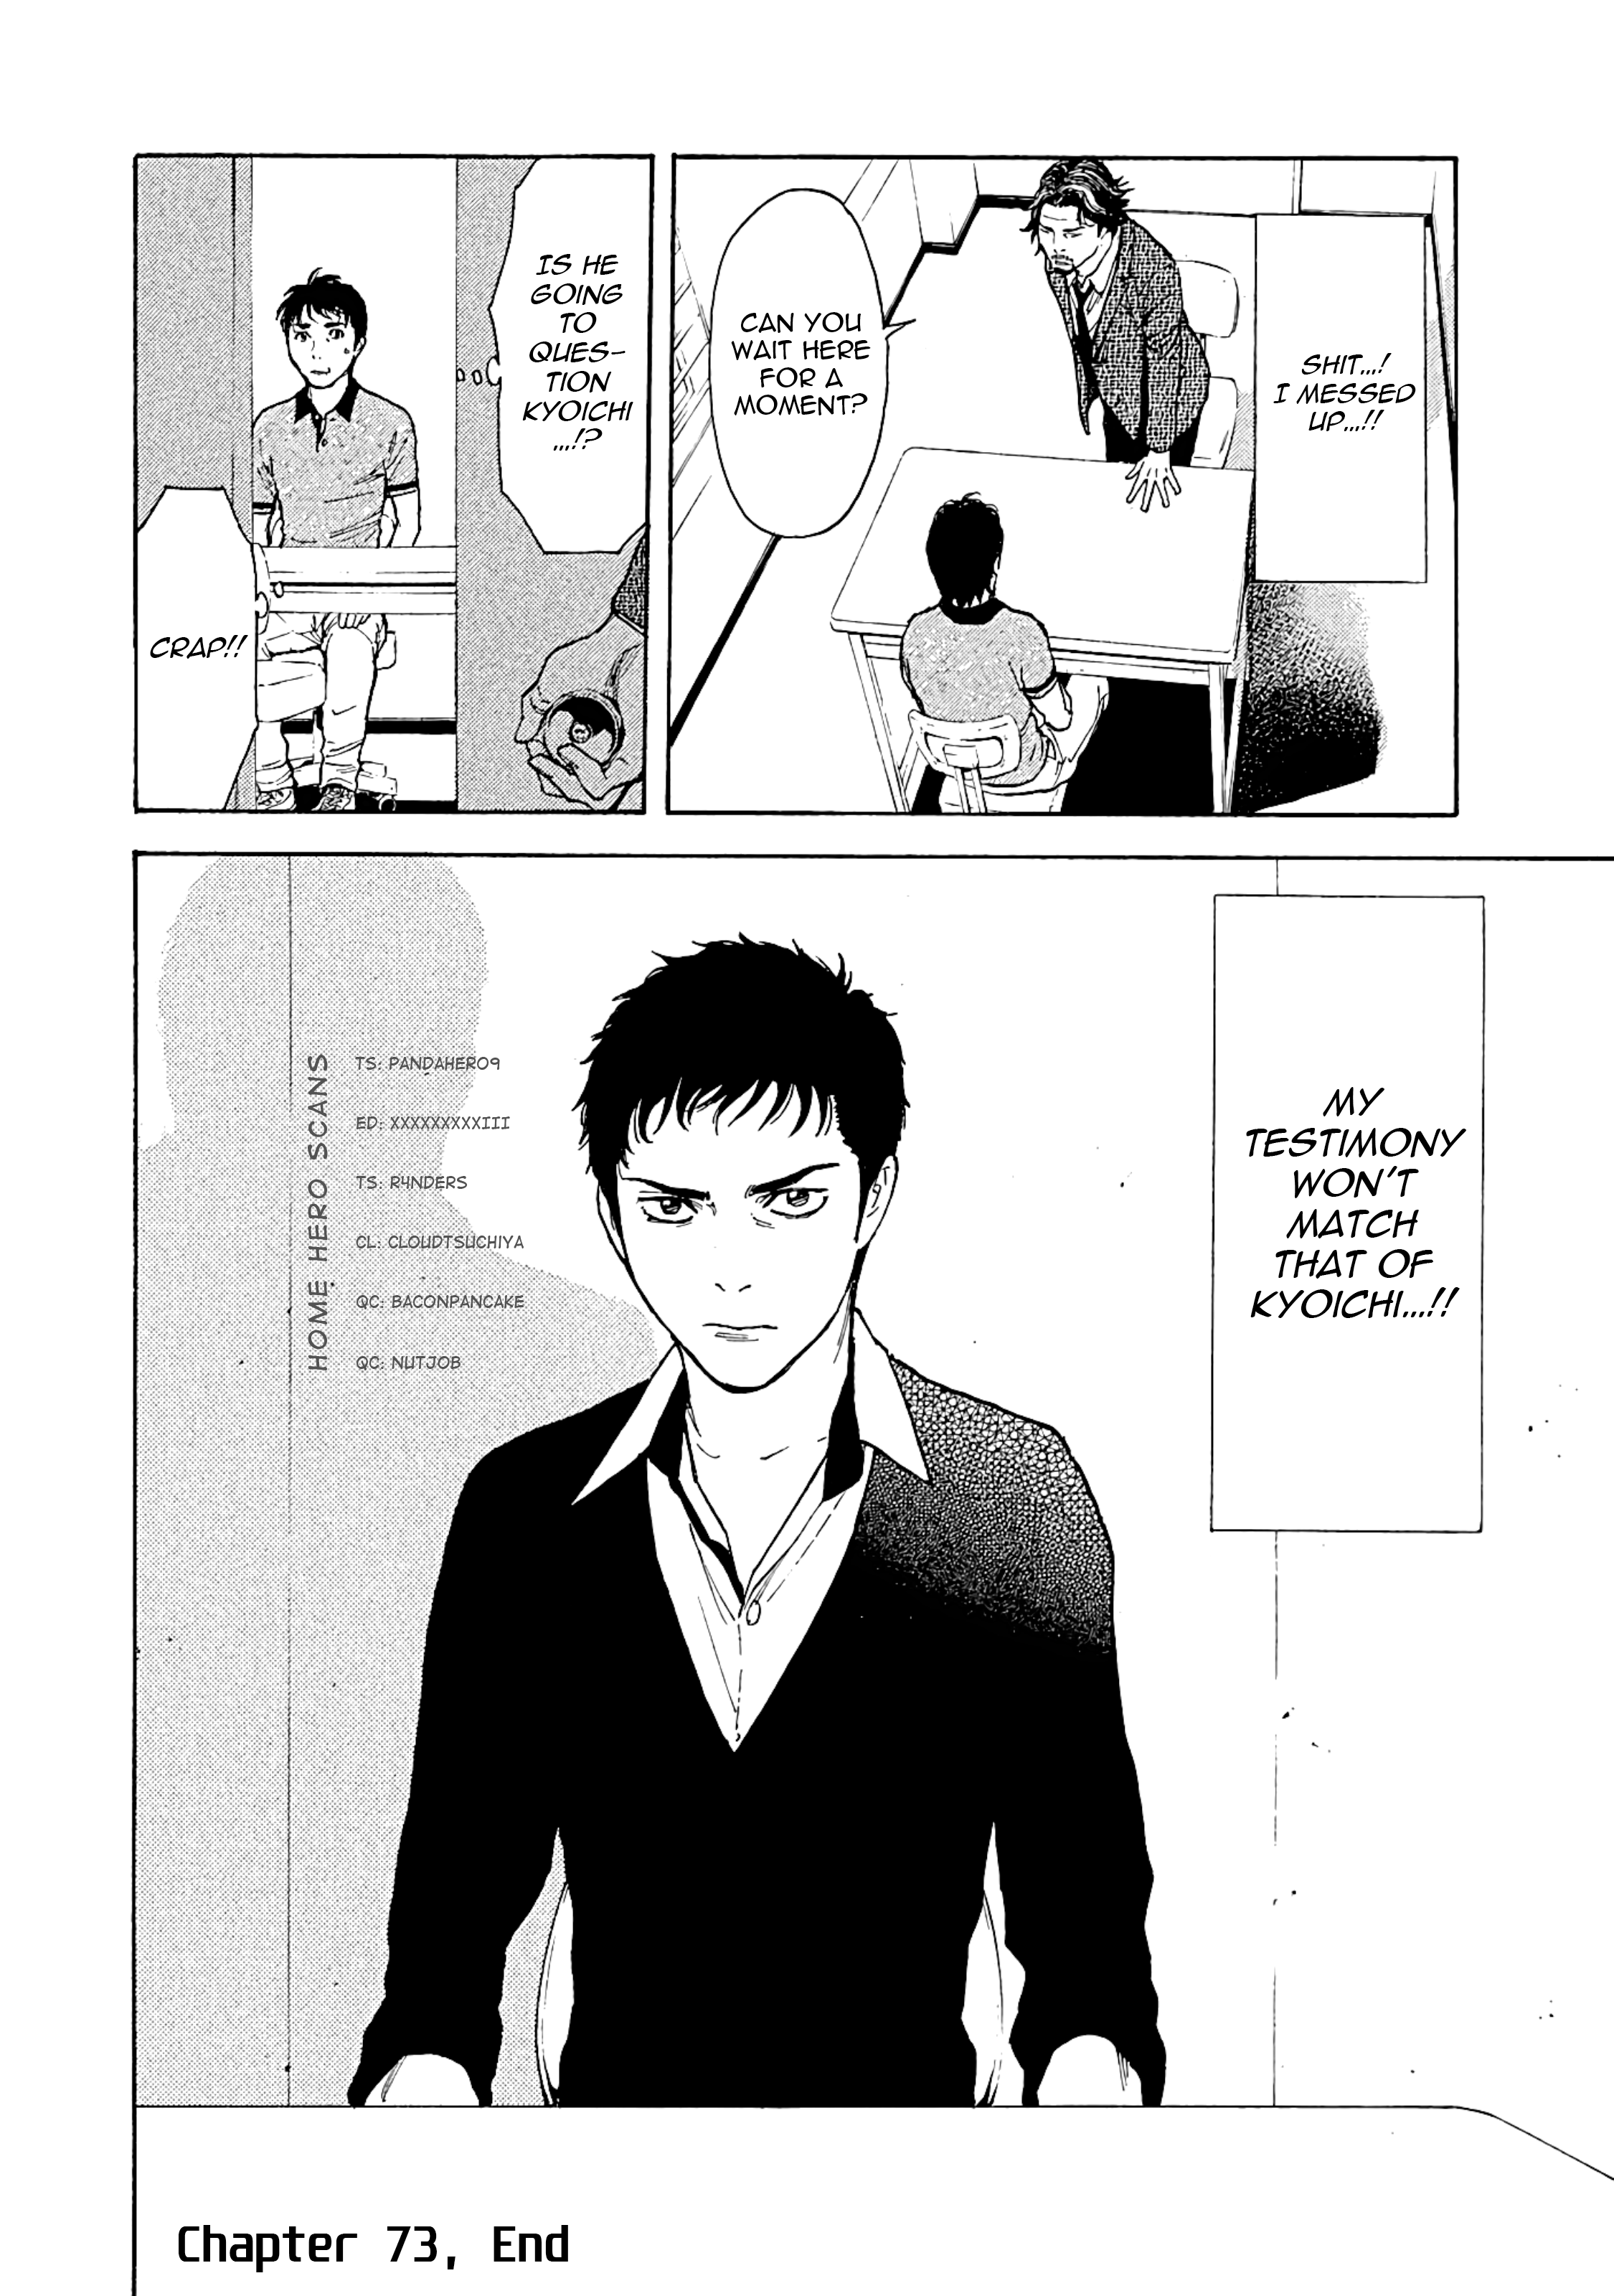 SHIT...!
I MESSED
UP...!!
CAN YOU
WAIT HERE
FOR A
MOMENT?
IS HE
GOING
TO
QUES-
TION
KYOICHI
...!?
CRAP!!
MY
TESTIMONY
WON'T
MATCH
THAT OF
KYOICHI...!!
HOME HERO SCANS
TS: PANDAHERO9
ED: XXXXXXXXXIII
TS: R4NDERS
CL: CLOUDTSUCHIYA
QC: BACONPANCAKE
QC: NUTJOB
Chapter 73, End